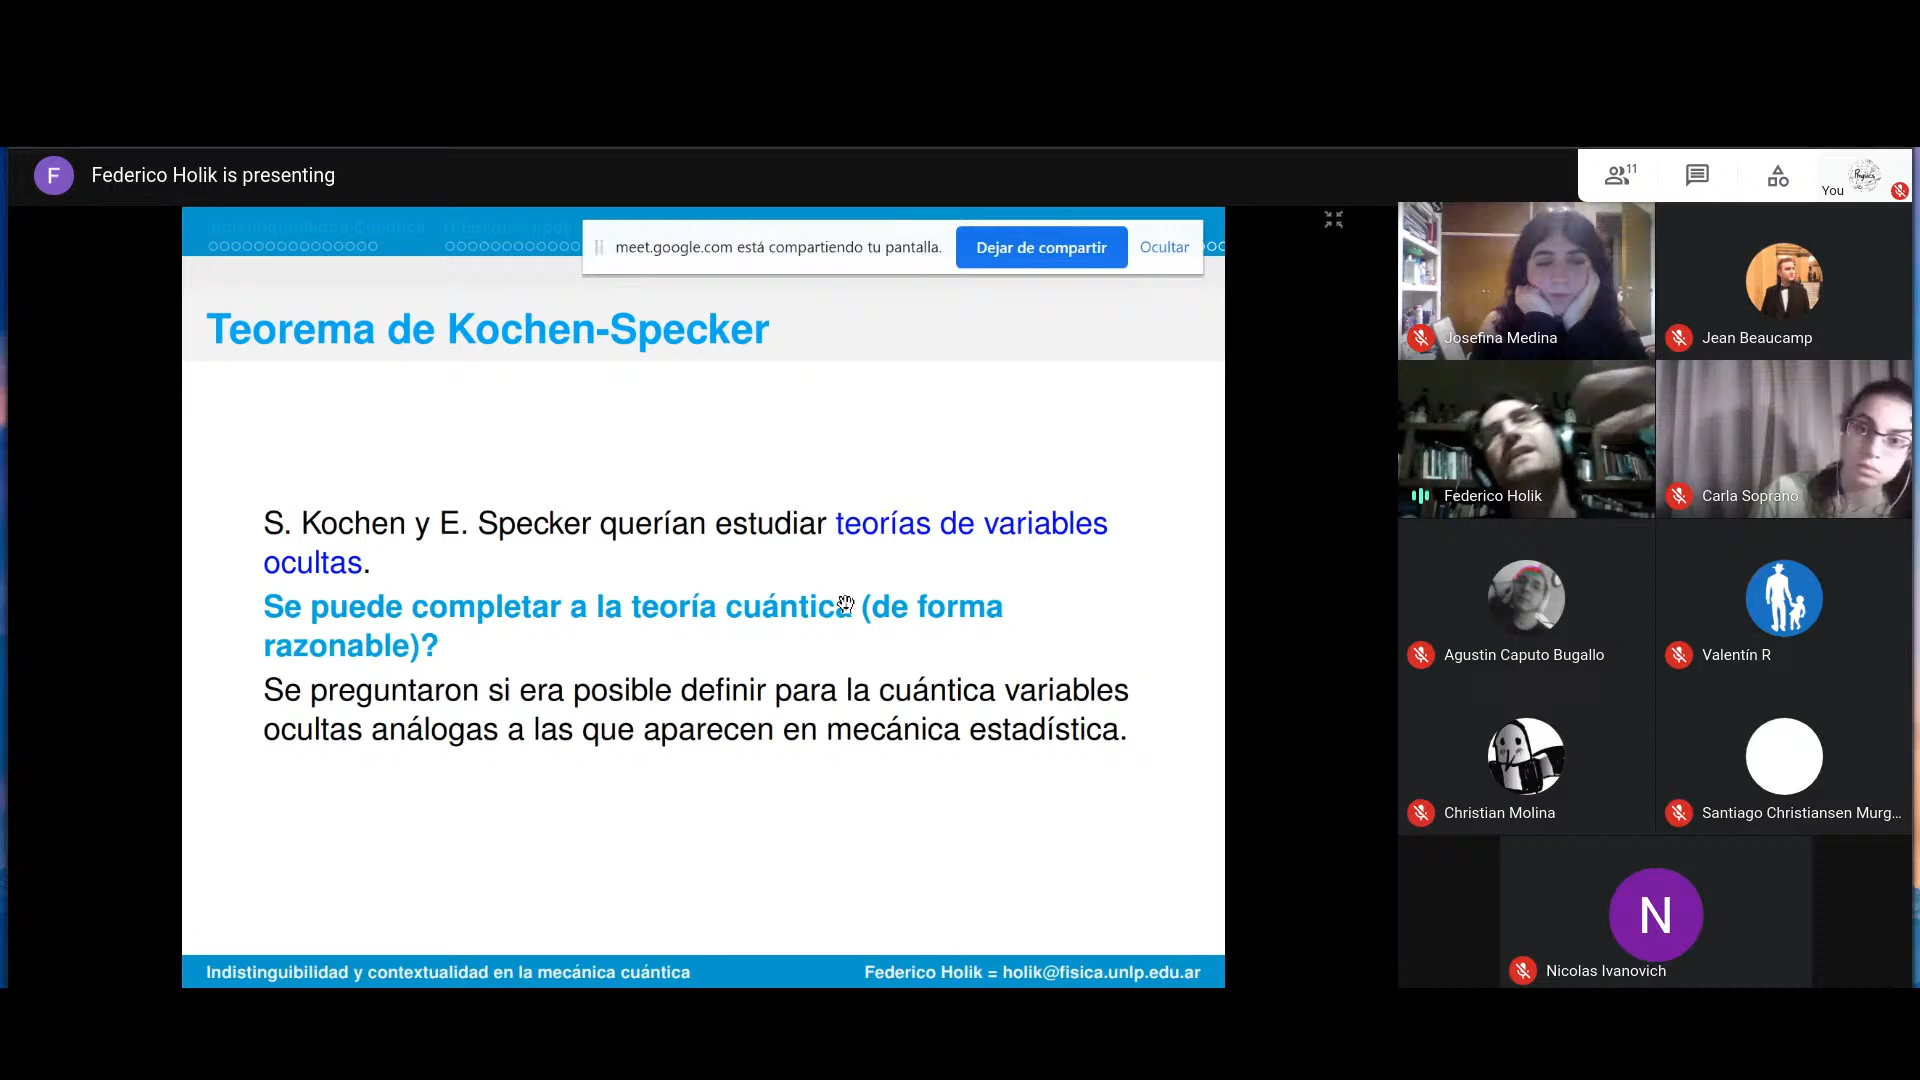 F
Federico Holik is presenting
11
You
Physics
meet.google.com está compartiendo tu pantalla.
Dejar de compartir
Ocultar
Teorema de Kochen-Specker
S. Kochen y E. Specker querían estudiar teorías de variables
ocultas.
Se puede completar a la teoría cuántica (de forma
razonable)?
Se preguntaron si era posible definir para la cuántica variables
ocultas análogas a las que aparecen en mecánica estadística.
Indistinguibilidad y contextualidad en la mecánica cuántica
Federico Holik = holik@fisica.unlp.edu.ar
Josefina Medina
Jean Beaucamp
Federico Holik
Carla Soprano
Agustin Caputo Bugallo
Valentín R
Christian Molina
Santiago Christiansen Murg...
N
Nicolas Ivanovich